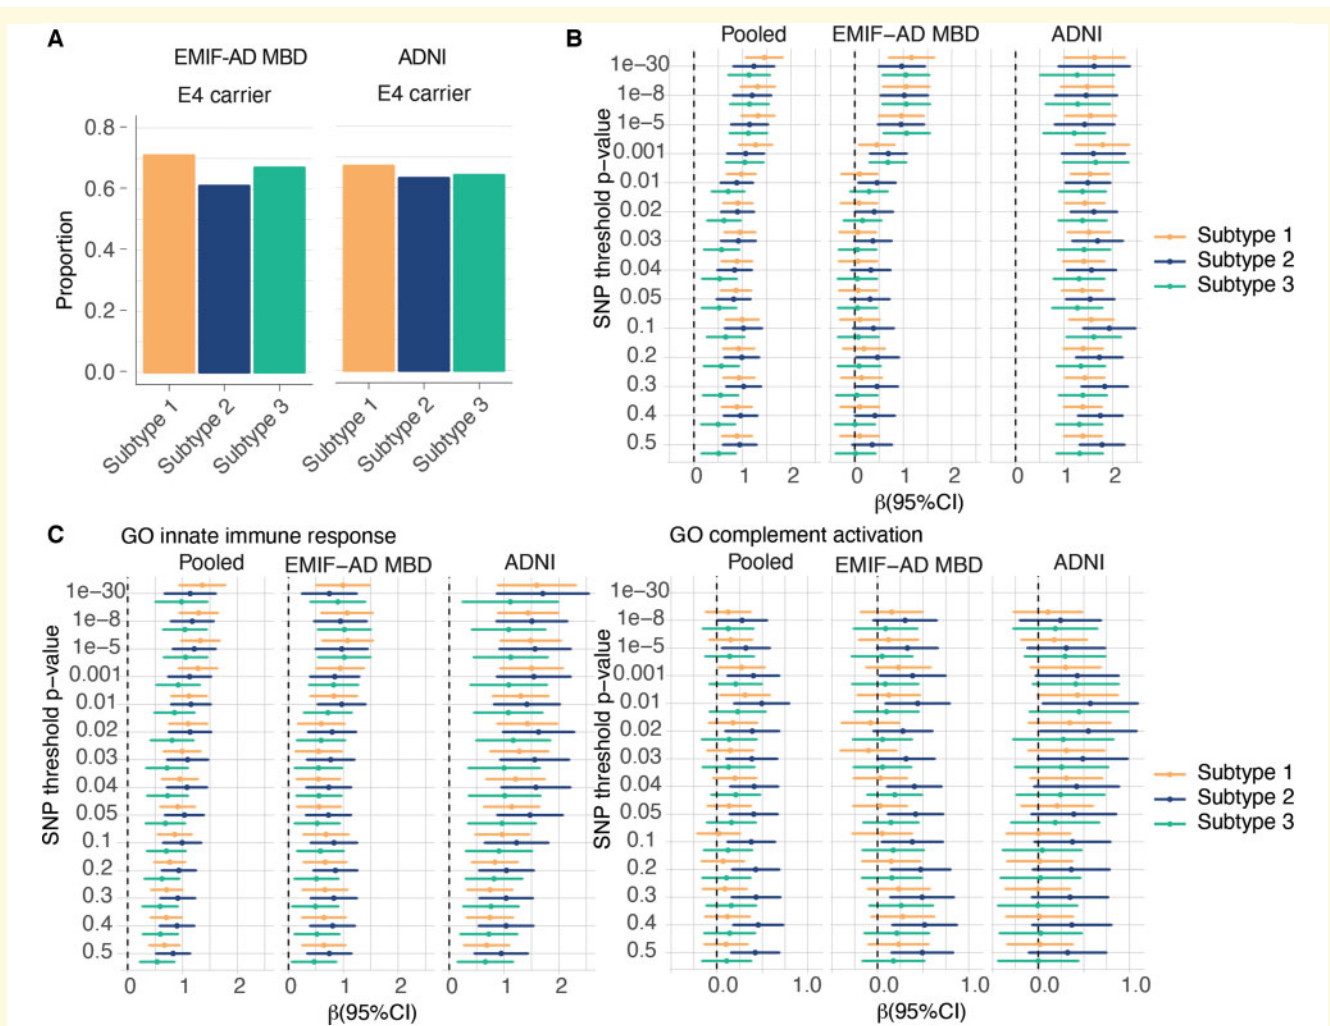 A
EMIF-AD MBD
ADNI
E4 carrier
E4 carrier
Proportion
0.8
0.6
0.4
0.2
0.0
Subtype 1
Subtype 2
Subtype 3
Subtype 1
Subtype 2
Subtype 3
B
Pooled
EMIF–AD MBD
ADNI
SNP threshold p–value
1e–30
1e–8
1e–5
0.001
0.01
0.02
0.03
0.04
0.05
0.1
0.2
0.3
0.4
0.5
0 1 2
0 1 2
0 1 2
β(95%CI)
Subtype 1
Subtype 2
Subtype 3
C
GO innate immune response
Pooled
EMIF–AD MBD
ADNI
SNP threshold p–value
1e–30
1e–8
1e–5
0.001
0.01
0.02
0.03
0.04
0.05
0.1
0.2
0.3
0.4
0.5
0 1 2
0 1 2
0 1 2
β(95%CI)
GO complement activation
Pooled
EMIF–AD MBD
ADNI
SNP threshold p–value
1e–30
1e–8
1e–5
0.001
0.01
0.02
0.03
0.04
0.05
0.1
0.2
0.3
0.4
0.5
0.0 1.0
0.0 1.0
0.0 1.0
β(95%CI)
Subtype 1
Subtype 2
Subtype 3